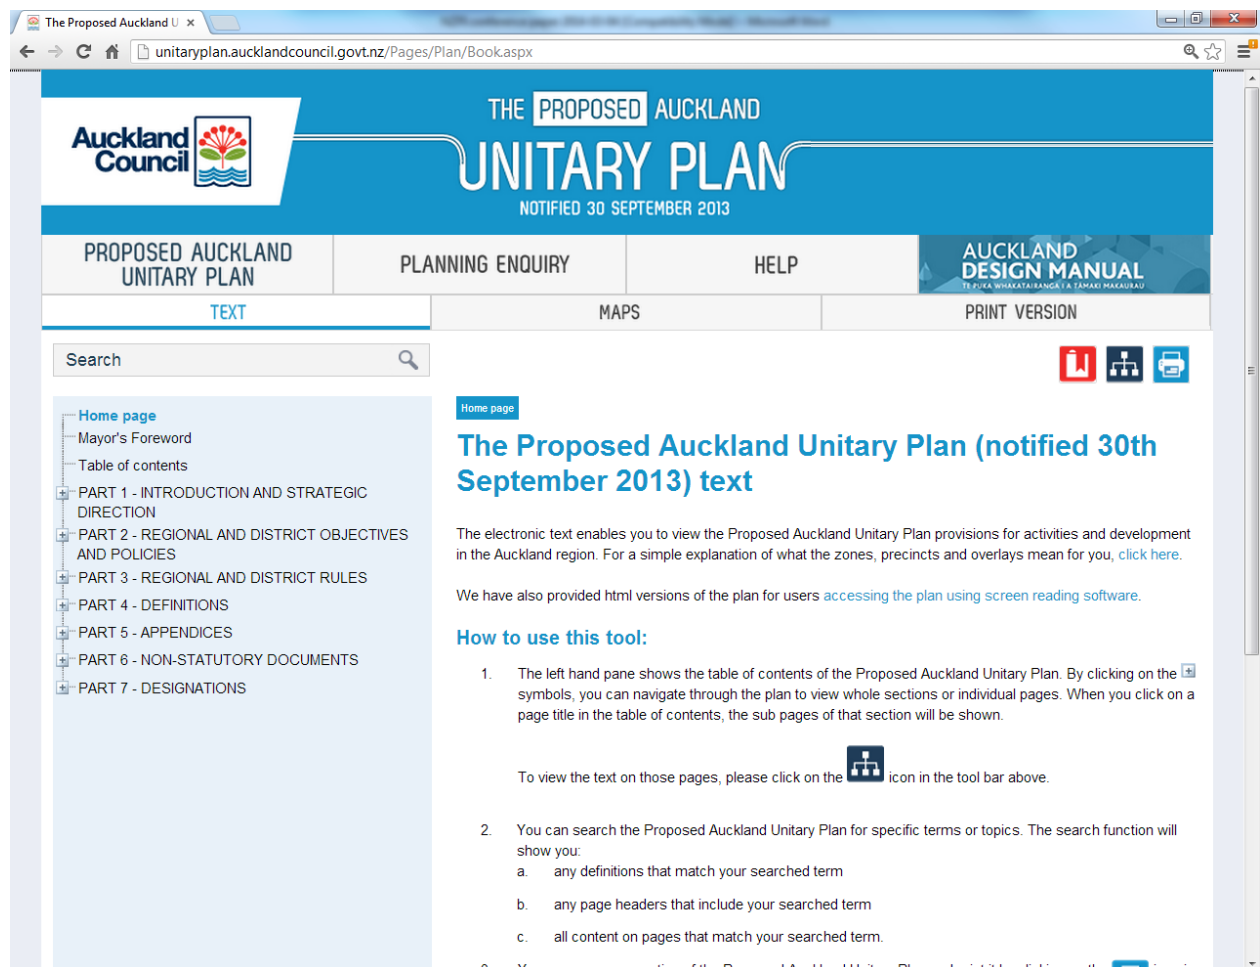 The Proposed Auckland U
unitaryplan.aucklandcouncil.govt.nz/Pages/Plan/Book.aspx
Auckland
Council
THE PROPOSED AUCKLAND
UNITARY PLAN
NOTIFIED 30 SEPTEMBER 2013
PROPOSED AUCKLAND
UNITARY PLAN
PLANNING ENQUIRY
HELP
AUCKLAND
DESIGN MANUAL
TE PUKA WHAKATAIRANGA I A TĀMAKI MAKAURAU
TEXT
MAPS
PRINT VERSION
Search
Home page
Mayor's Foreword
Table of contents
PART 1 - INTRODUCTION AND STRATEGIC
DIRECTION
PART 2 - REGIONAL AND DISTRICT OBJECTIVES
AND POLICIES
PART 3 - REGIONAL AND DISTRICT RULES
PART 4 - DEFINITIONS
PART 5 - APPENDICES
PART 6 - NON-STATUTORY DOCUMENTS
PART 7 - DESIGNATIONS
Home page
The Proposed Auckland Unitary Plan (notified 30th
September 2013) text
The electronic text enables you to view the Proposed Auckland Unitary Plan provisions for activities and development
in the Auckland region. For a simple explanation of what the zones, precincts and overlays mean for you, click here.
We have also provided html versions of the plan for users accessing the plan using screen reading software.
How to use this tool:
1. The left hand pane shows the table of contents of the Proposed Auckland Unitary Plan. By clicking on the
symbols, you can navigate through the plan to view whole sections or individual pages. When you click on a
page title in the table of contents, the sub pages of that section will be shown.
To view the text on those pages, please click on the icon in the tool bar above.
2. You can search the Proposed Auckland Unitary Plan for specific terms or topics. The search function will
show you:
a. any definitions that match your searched term
b. any page headers that include your searched term
c. all content on pages that match your searched term.